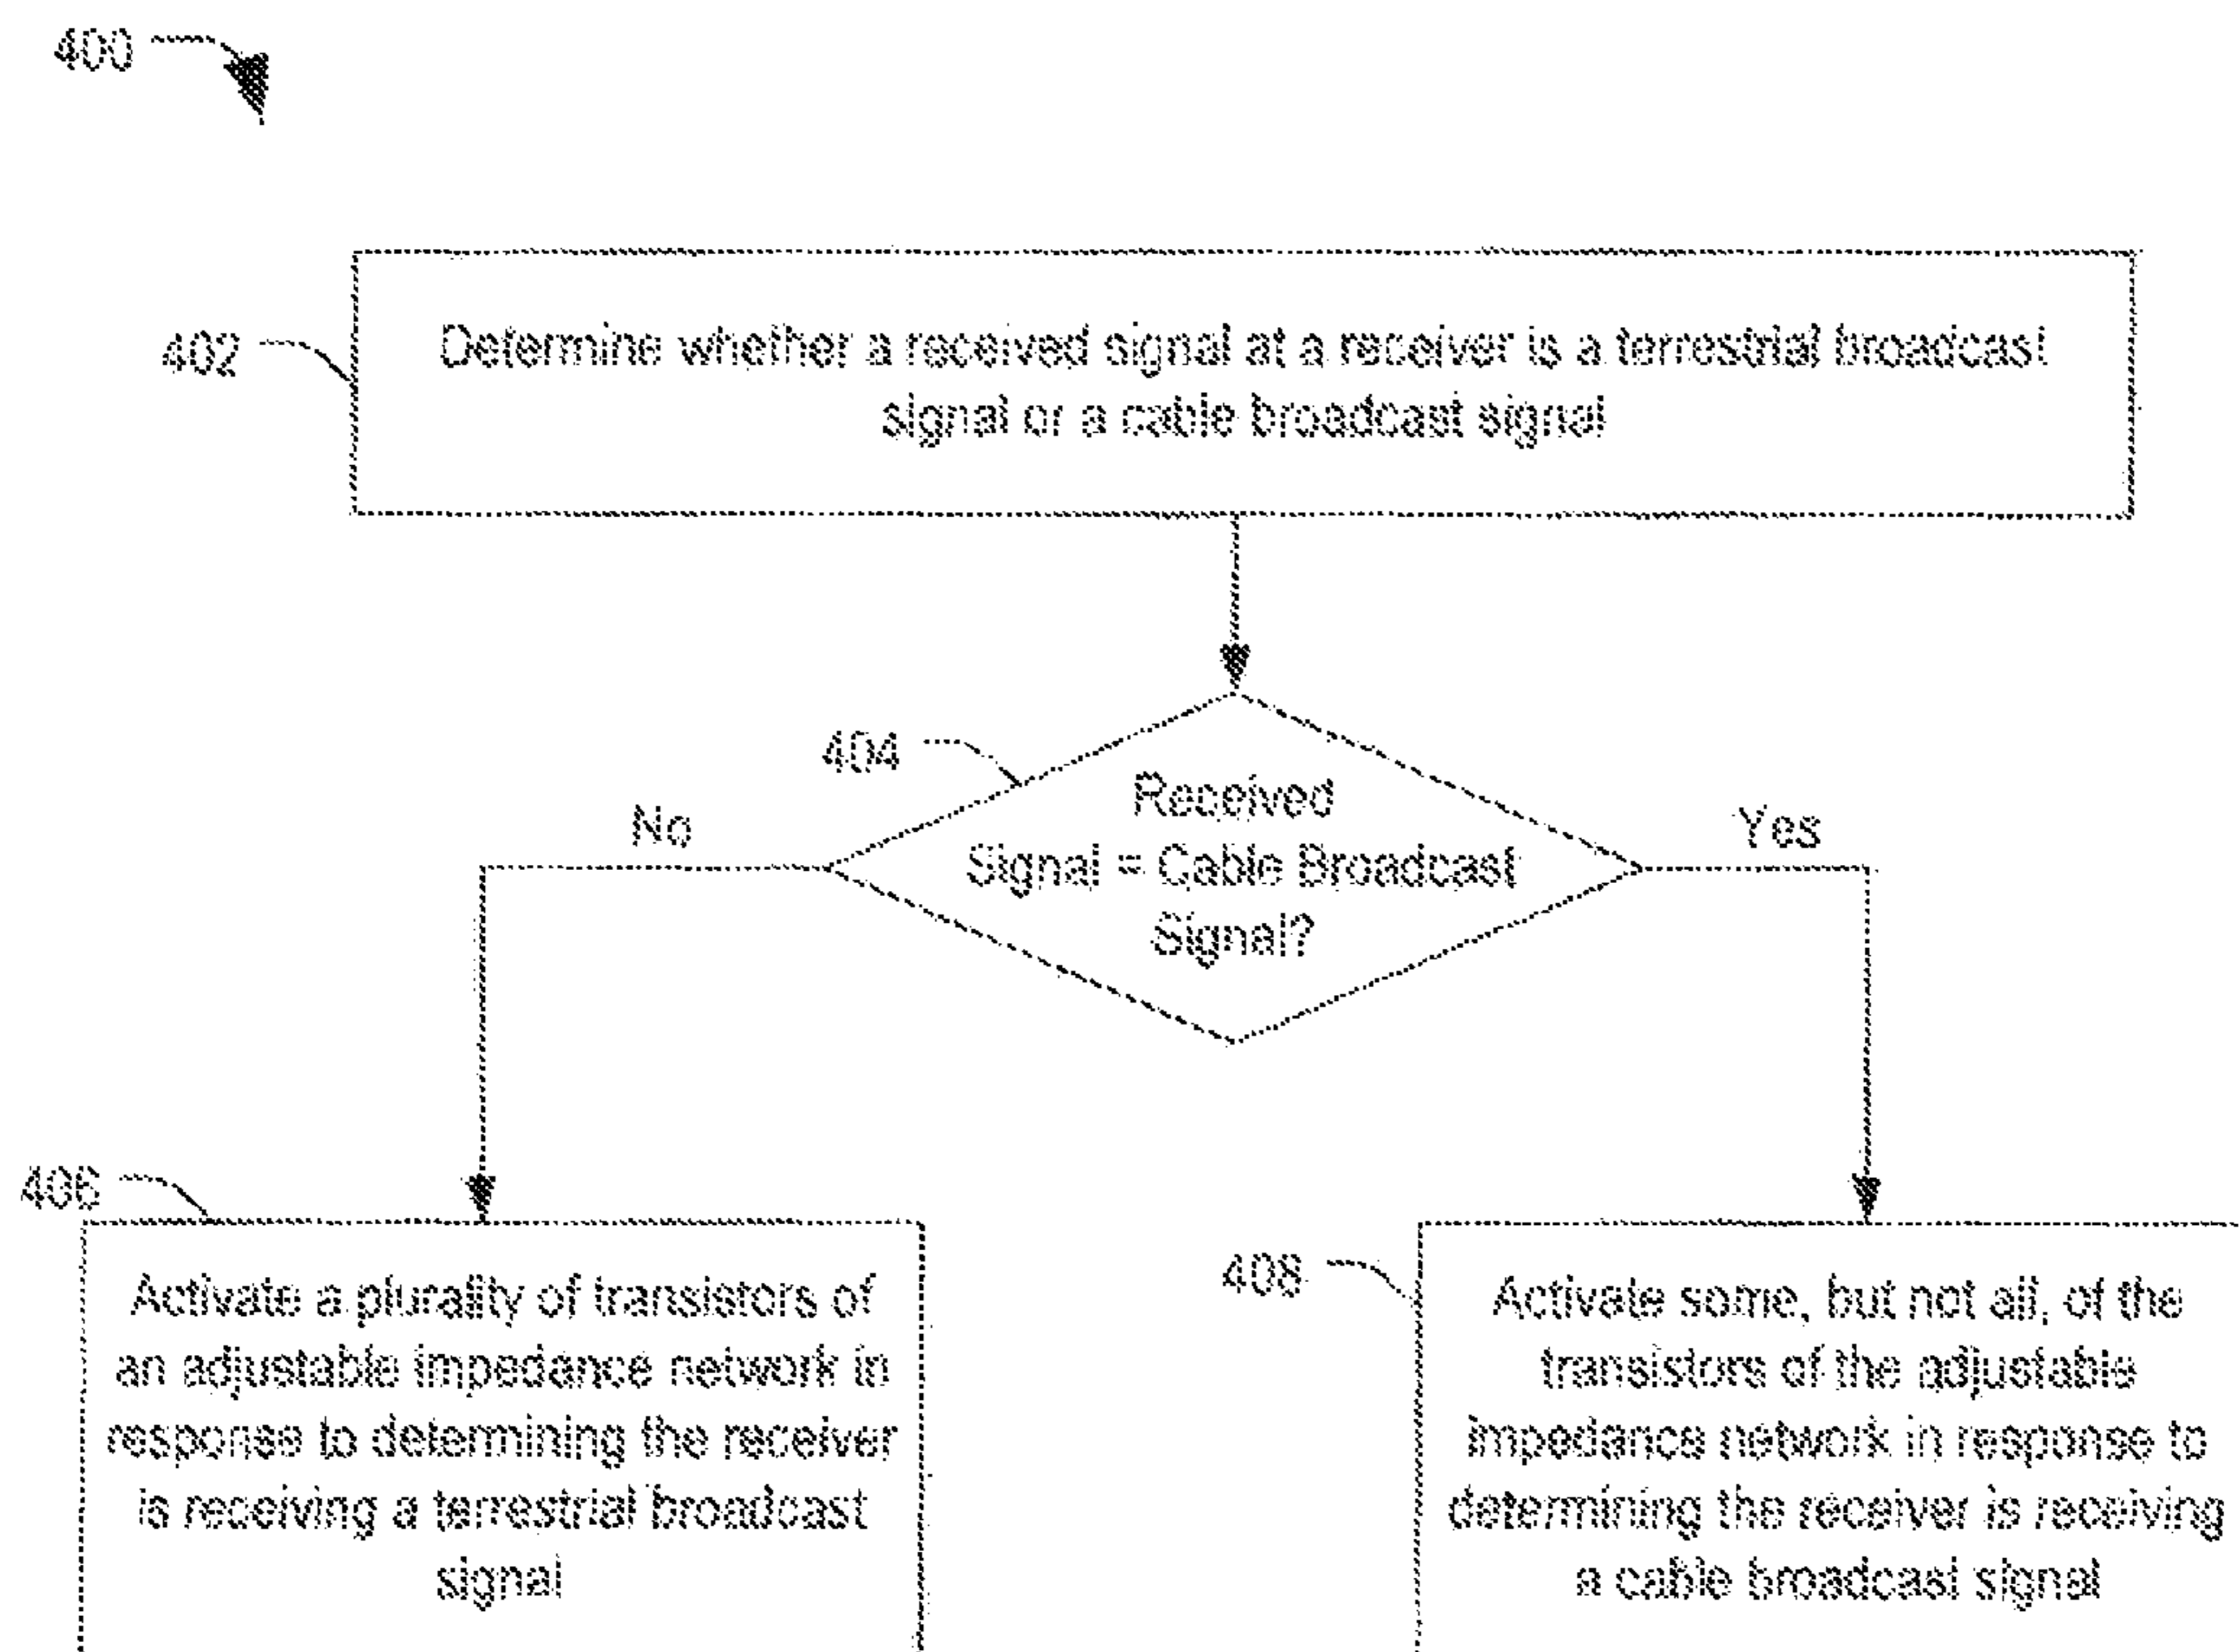 400
402
Determine whether a received signal at a receiver is a terrestrial broadcast
signal or a cable broadcast signal
404
Received
Signal = Cable Broadcast
Signal?
No
Yes
406
Activate a plurality of transistors of
an adjustable impedance network in
response to determining the receiver
is receiving a terrestrial broadcast
signal
408
Activate some, but not all, of the
transistors of the adjustable
impedance network in response to
determining the receiver is receiving
a cable broadcast signal